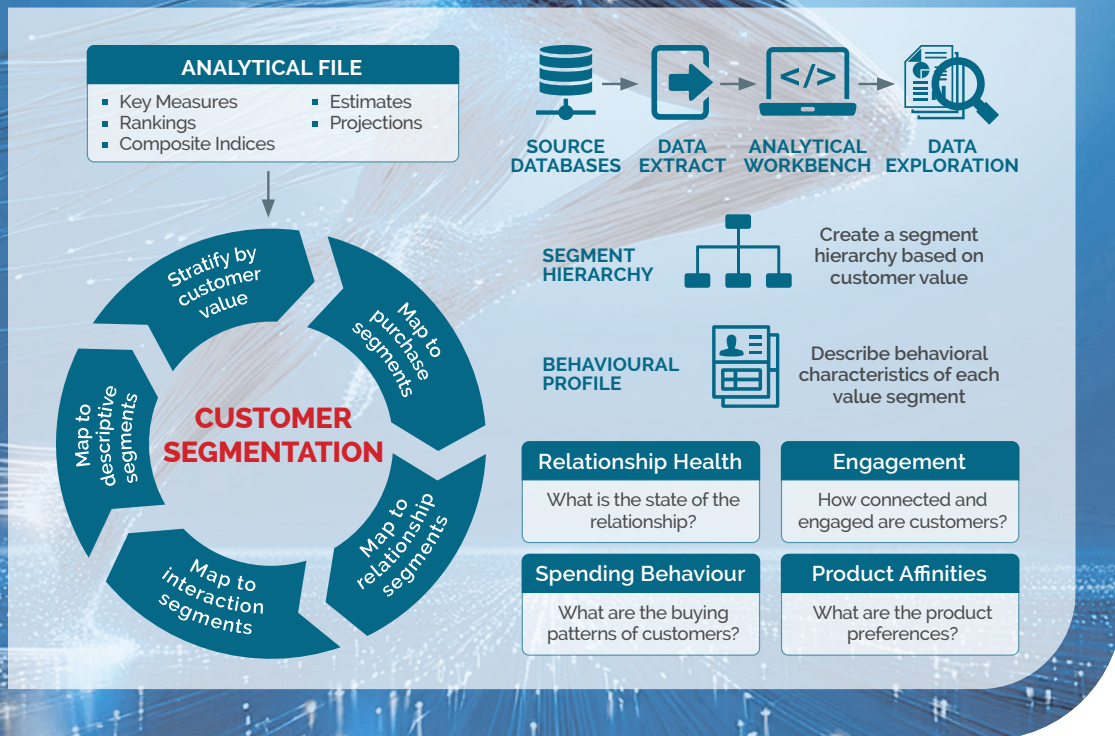 ANALYTICAL FILE
Key Measures
Rankings
Composite Indices
Estimates
Projections
Stratify by
customer
value
Map to
purchase
segments
Map to
relationship
segments
Map to
interaction
segments
Map to
descriptive
segments
CUSTOMER
SEGMENTATION
SOURCE
DATABASES
DATA
EXTRACT
</>
ANALYTICAL
WORKBENCH
DATA
EXPLORATION
SEGMENT
HIERARCHY
Create a segment
hierarchy based on
customer value
BEHAVIOURAL
PROFILE
Describe behavioral
characteristics of each
value segment
Relationship Health
What is the state of the
relationship?
Engagement
How connected and
engaged are customers?
Spending Behaviour
What are the buying
patterns of customers?
Product Affinities
What are the product
preferences?